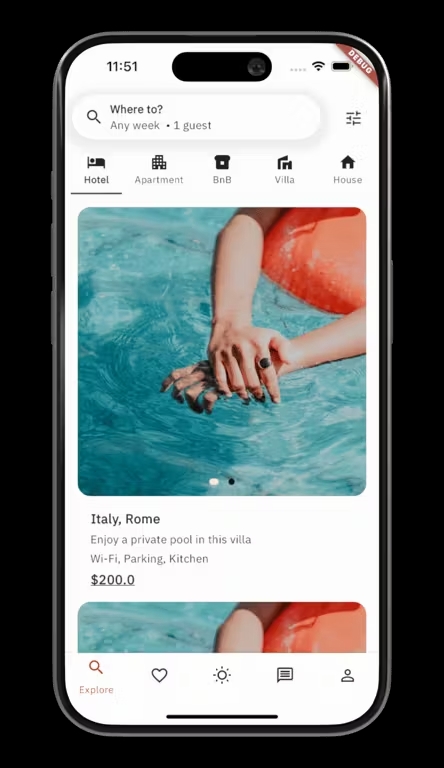 11:51
DEBUG
Where to?
Any week • 1 guest
Hotel
Apartment
BnB
Villa
House
Italy, Rome
Enjoy a private pool in this villa
Wi-Fi, Parking, Kitchen
$200.0
Explore